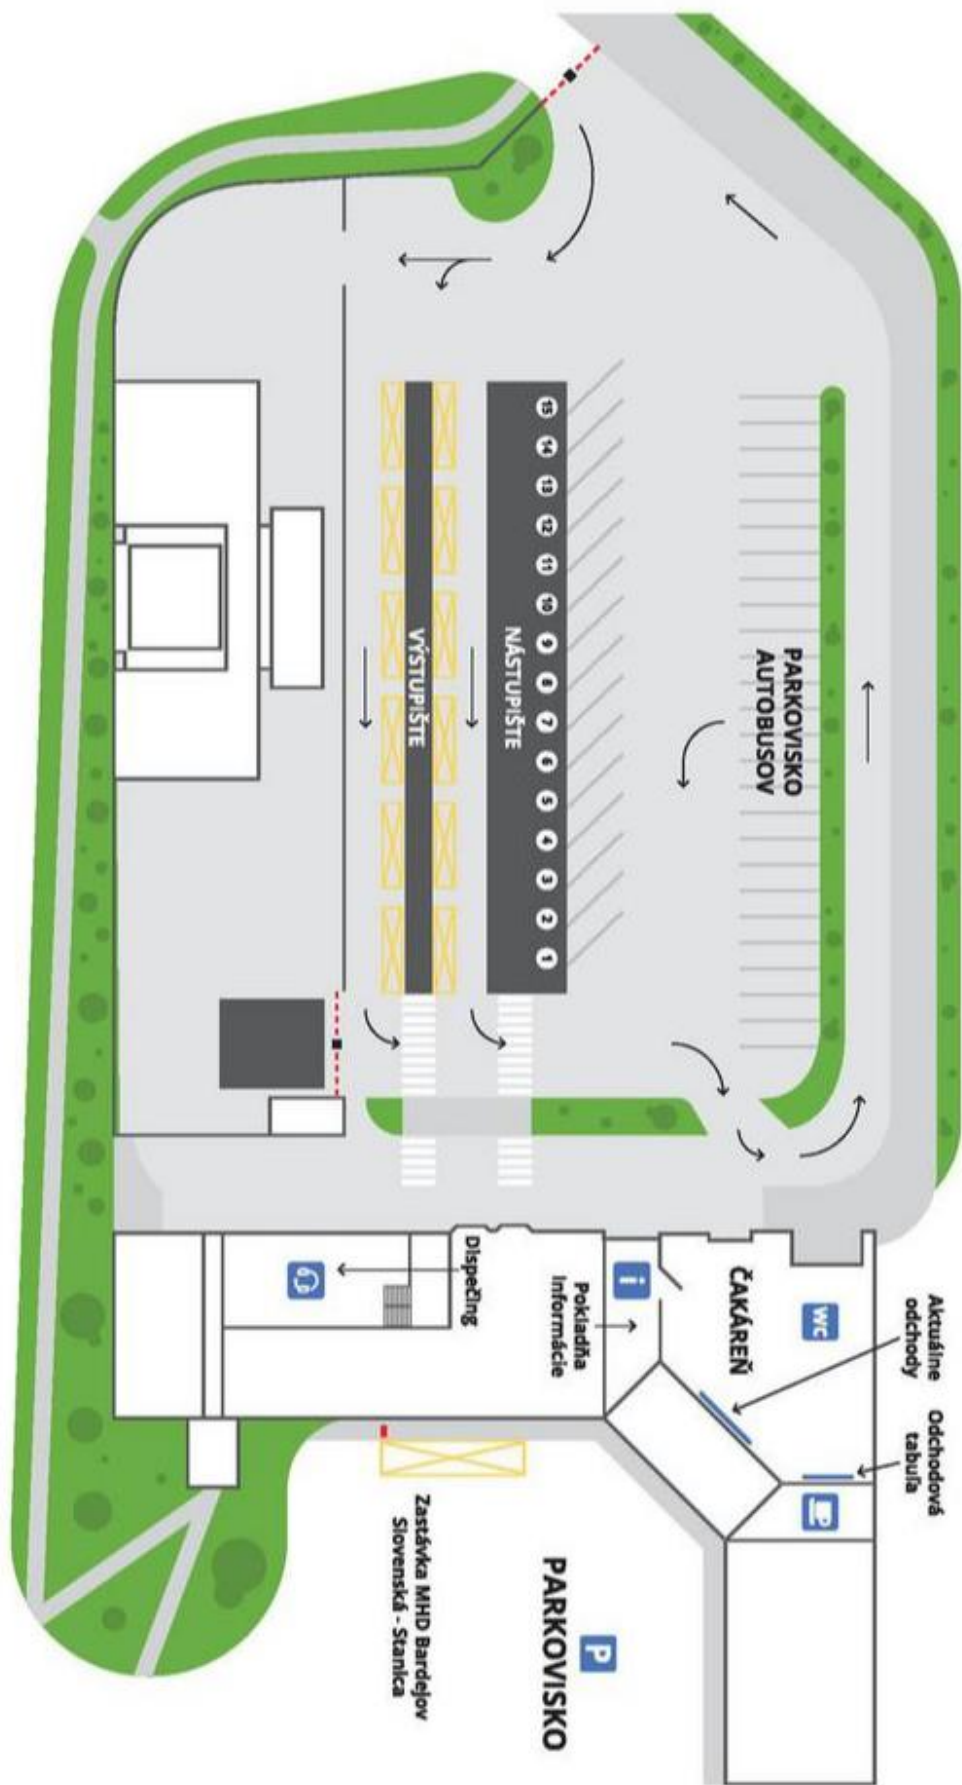 Aktuálne
odchody
Odchodová
tabuľa
WC
PARKOVISKO
AUTOBUSOV
ČAKÁREŇ
i
P
Pokladňa
Informácie
PARKOVISKO
15 14 13 12 11 10 9 8 7 6 5 4 3 2 1
NÁSTUPIŠTE
Dispečing
VÝSTUPIŠTE
Zastávka MHD Bardejov
Slovenská - Stanica